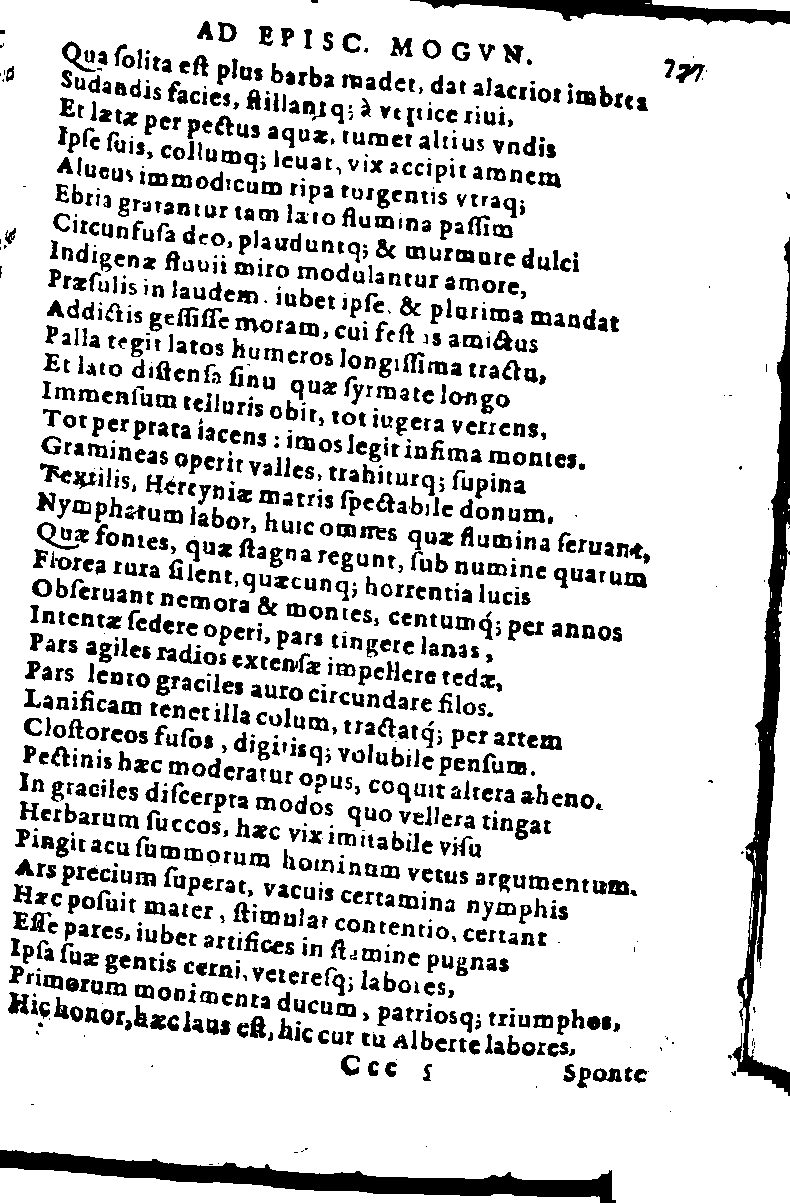 AD EPISC. MOGVN. 777
Qua ſolita eſt plus barba madet, dat alacrior imbres
Sudandis facies, ſtillantq; à vertice riui,
Et lætæ per pectus aquæ, tumet altius vndis
Ipſe ſuis, collumq; leuat, vix accipit amnem
Alueus immodicum ripa turgentis vtraq;
Ebria gratantur tam læto flumina paſſim
Circunfuſa deo, plauduntq; & murmure dulci
Indigenæ fluuii miro modulantur amore,
Præſulis in laudem. iubet ipſe. & plurima mandat
Addictis geſſiſſe moram, cui feſtis amictus
Palla tegit latos humeros longiſſima tractu,
Et lato diſtenſa ſinu quæ ſyrmate longo
Immenſum telluris obit, tot iugera verrens,
Tot per prata iacens : imos legit infima montes.
Gramineas operit valles, trahiturq; ſupina
Textilis, Hercyniæ matris ſpectabile donum,
Nympharum labor, huic omnes quæ flumina ſeruant,
Quæ fontes, quæ ſtagna regunt, ſub numine quarum
Florea rura ſilent, quæcunq; horrentia lucis
Obſeruant nemora & montes, centumq́; per annos
Intentæ ſedere operi, pars tingere lanas,
Pars agiles radios extenſæ impellere tedæ,
Pars lento graciles auro circundare filos.
Lanificam tenet illa colum, tractatq́; per artem
Cloſtoreos fuſos, digitisq; volubile penſum.
Pectinis hæc moderatur opus, coquit altera aheno.
In graciles diſcerpta modos quo vellera tingat
Herbarum ſuccos, hæc vix imitabile viſu
Pingit acu ſummorum hominum vetus argumentum.
Ars precium ſuperat, vacuis certamina nymphis
Hæc poſuit mater, ſtimulat contentio, certant
Eſſe pares, iubet artifices in ſtamine pugnas
Ipſa ſuæ gentis cerni, veteresq; labores,
Primorum monimenta ducum, patriosq; triumphos,
Hic honor, hæc laus eſt, hic cur tu Alberte labores,
Ccc 5 Sponte